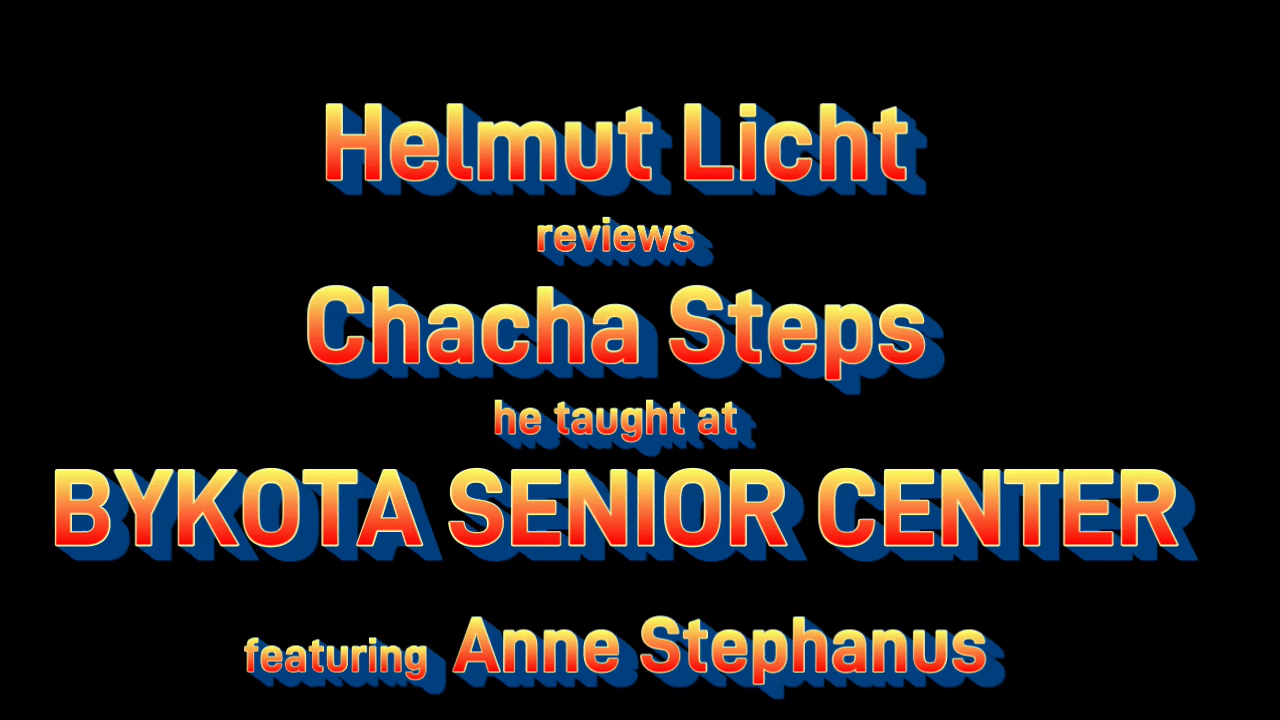 Helmut Licht
reviews
Chacha Steps
he taught at
BYKOTA SENIOR CENTER
featuring Anne Stephanus